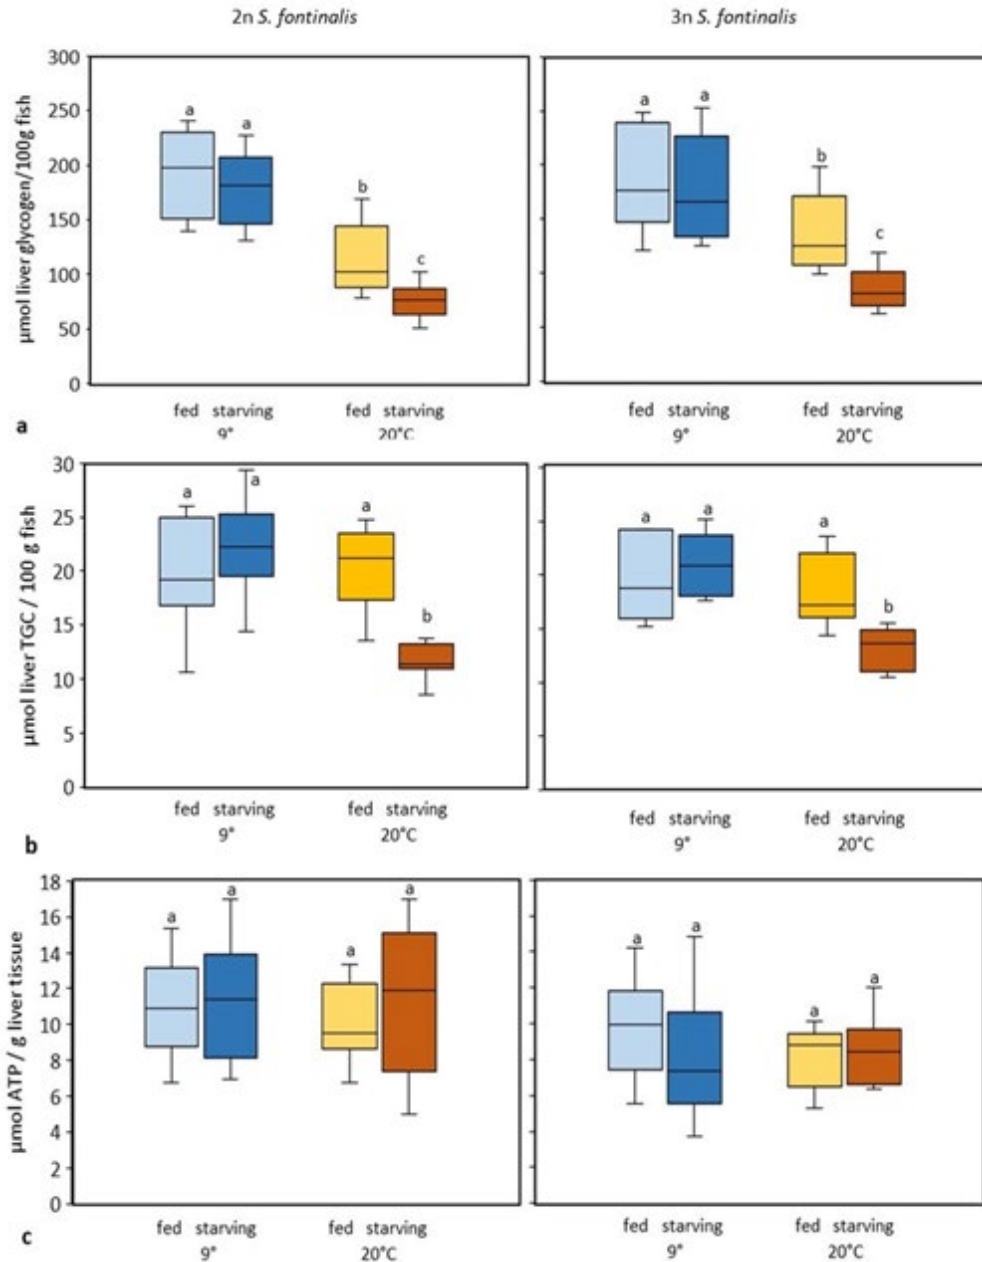 2n S. fontinalis 3n S. fontinalis
µmol liver glycogen/100g fish
300
250
200
150
100
50
0
a a b c
a a b c
fed starving fed starving
9° 20°C
fed starving fed starving
9° 20°C
a
µmol liver TGC / 100 g fish
30
25
20
15
10
5
0
a a a b
a a a b
fed starving fed starving
9° 20°C
fed starving fed starving
9° 20°C
b
µmol ATP / g liver tissue
18
16
14
12
10
8
6
4
2
0
a a a a
a a a a
fed starving fed starving
9° 20°C
fed starving fed starving
9° 20°C
c